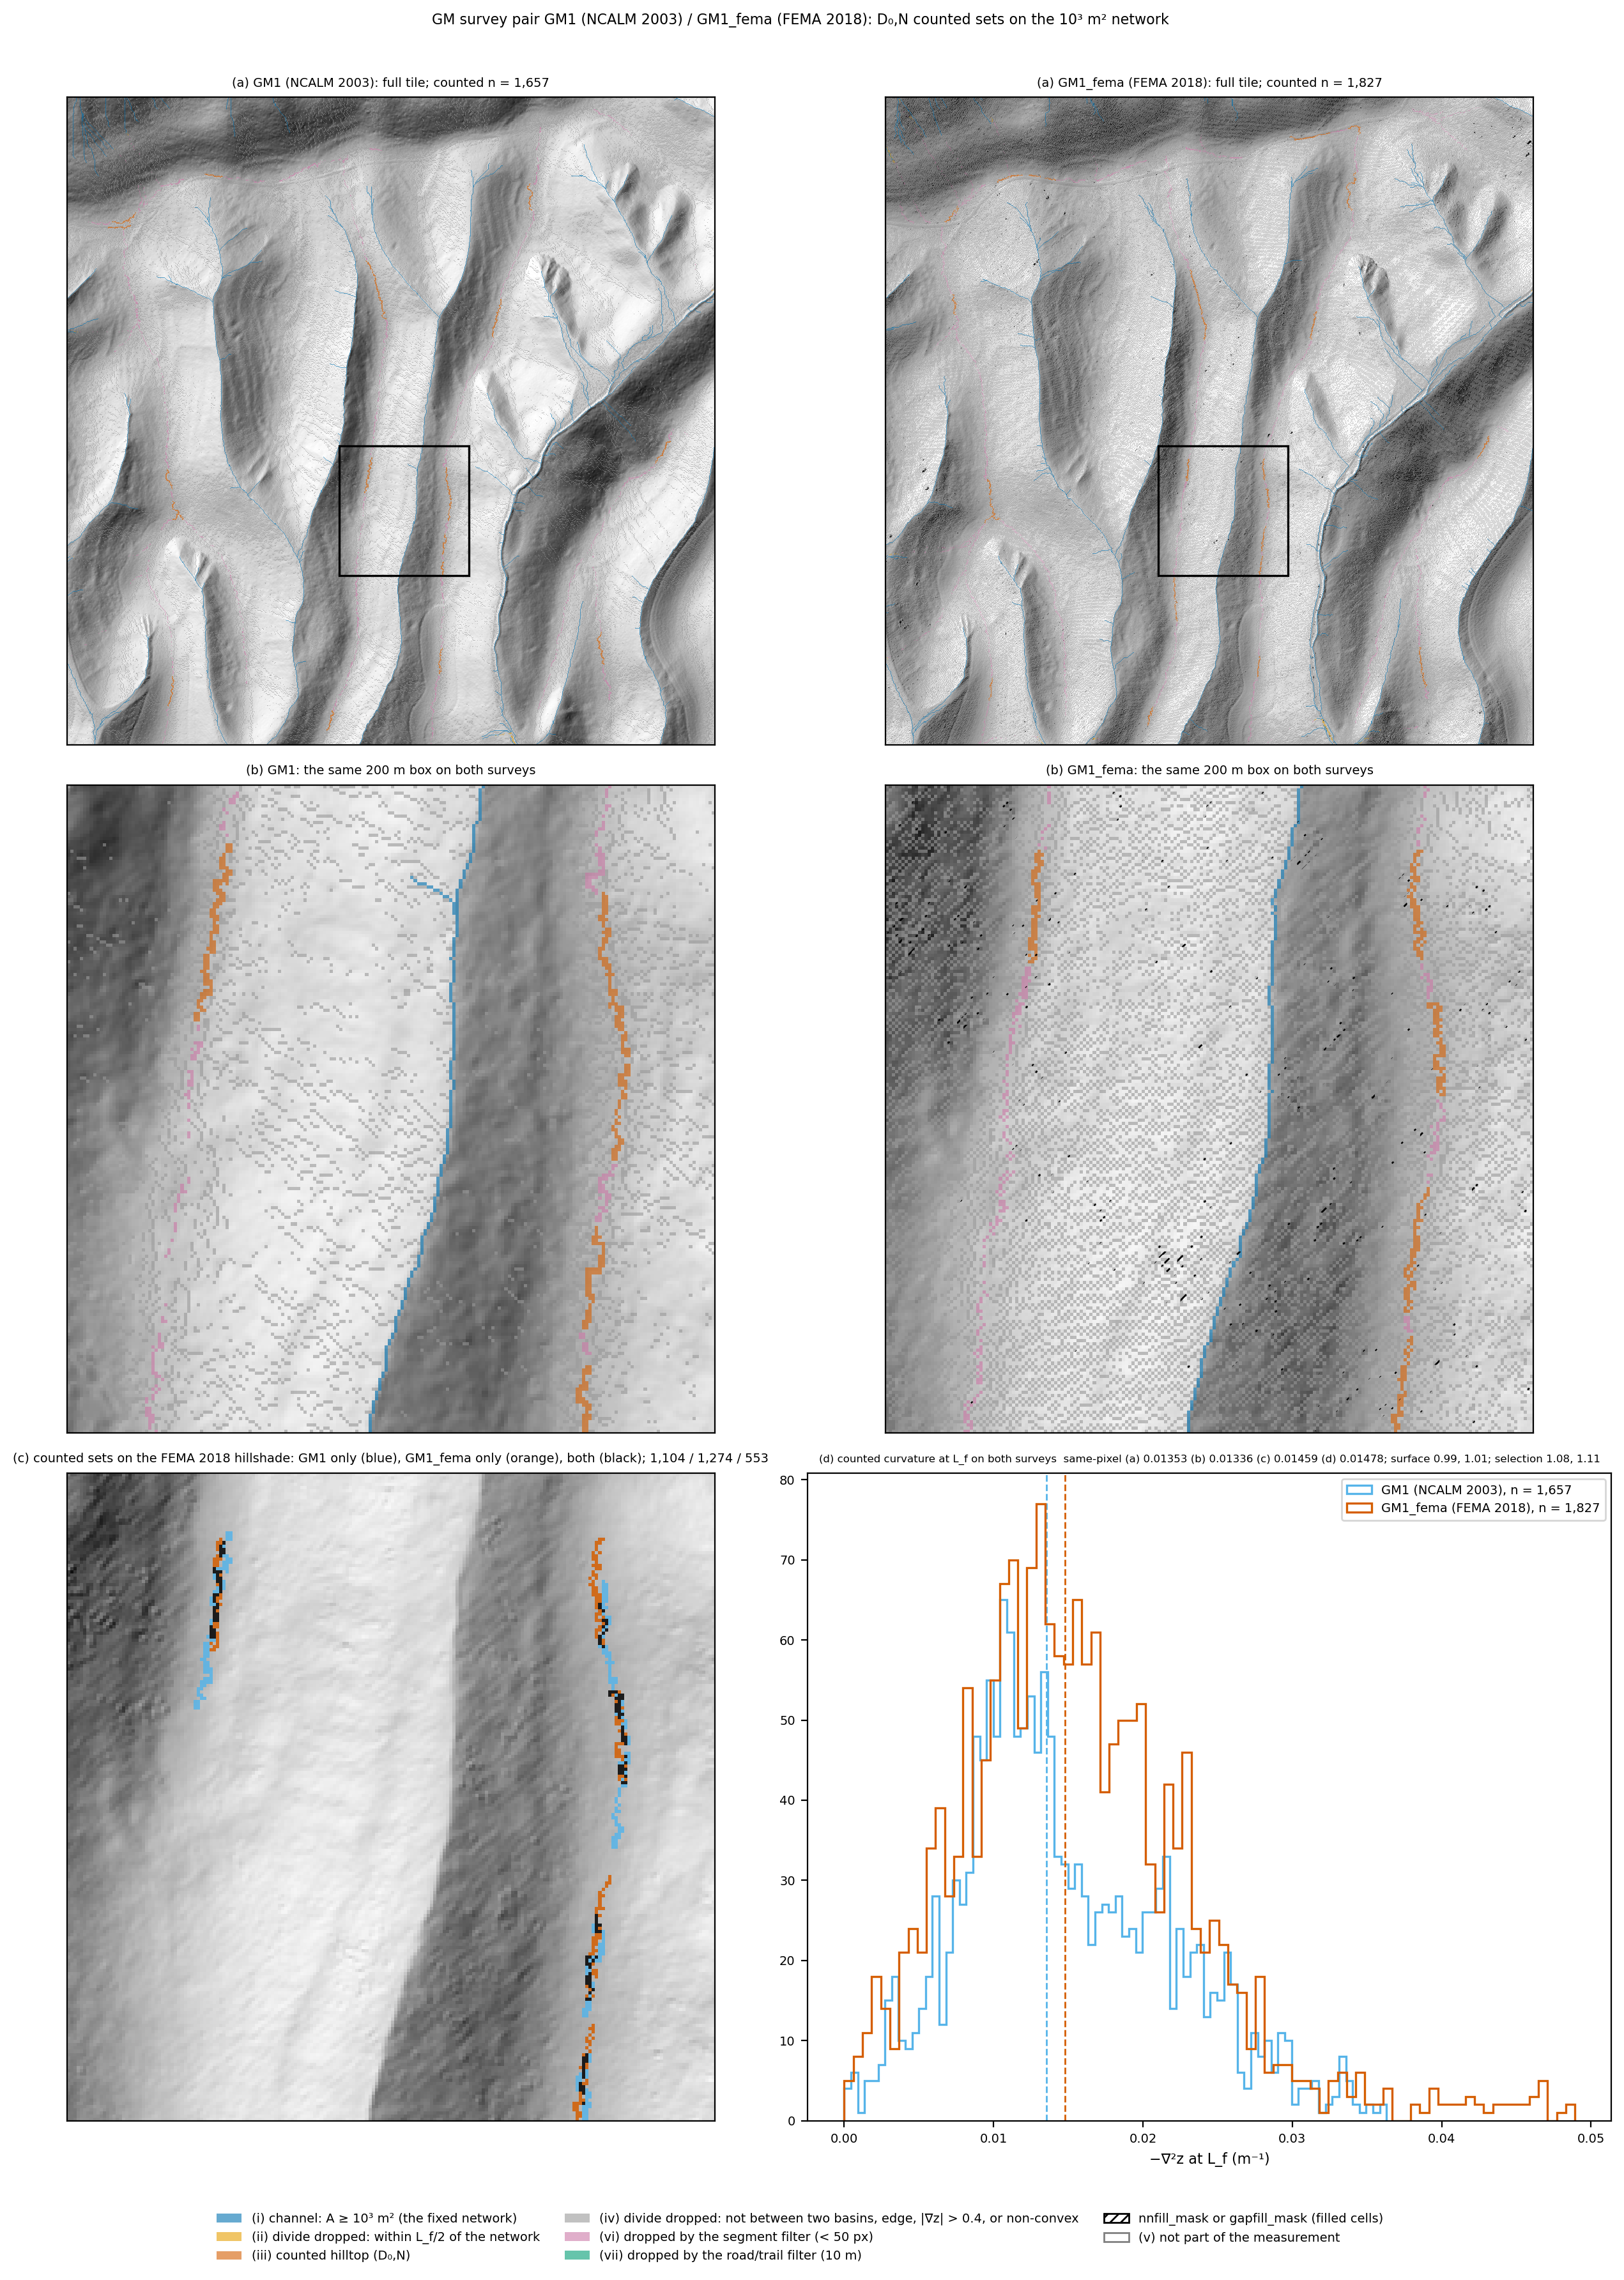 GM survey pair GM1 (NCALM 2003) / GM1_fema (FEMA 2018): D₀,N counted sets on the 10³ m² network
(a) GM1 (NCALM 2003): full tile; counted n = 1,657
(a) GM1_fema (FEMA 2018): full tile; counted n = 1,827
(b) GM1: the same 200 m box on both surveys
(b) GM1_fema: the same 200 m box on both surveys
(c) counted sets on the FEMA 2018 hillshade: GM1 only (blue), GM1_fema only (orange), both (black); 1,104 / 1,274 / 553
(d) counted curvature at L_f on both surveys same-pixel (a) 0.01353 (b) 0.01336 (c) 0.01459 (d) 0.01478; surface 0.99, 1.01; selection 1.08, 1.11
GM1 (NCALM 2003), n = 1,657
GM1_fema (FEMA 2018), n = 1,827
80
70
60
50
40
30
20
10
0
0.00
0.01
0.02
0.03
0.04
0.05
−∇²z at L_f (m⁻¹)
(i) channel: A ≥ 10³ m² (the fixed network)
(ii) divide dropped: within L_f/2 of the network
(iii) counted hilltop (D₀,N)
(iv) divide dropped: not between two basins, edge, |∇z| > 0.4, or non-convex
(vi) dropped by the segment filter (< 50 px)
(vii) dropped by the road/trail filter (10 m)
nnfill_mask or gapfill_mask (filled cells)
(v) not part of the measurement